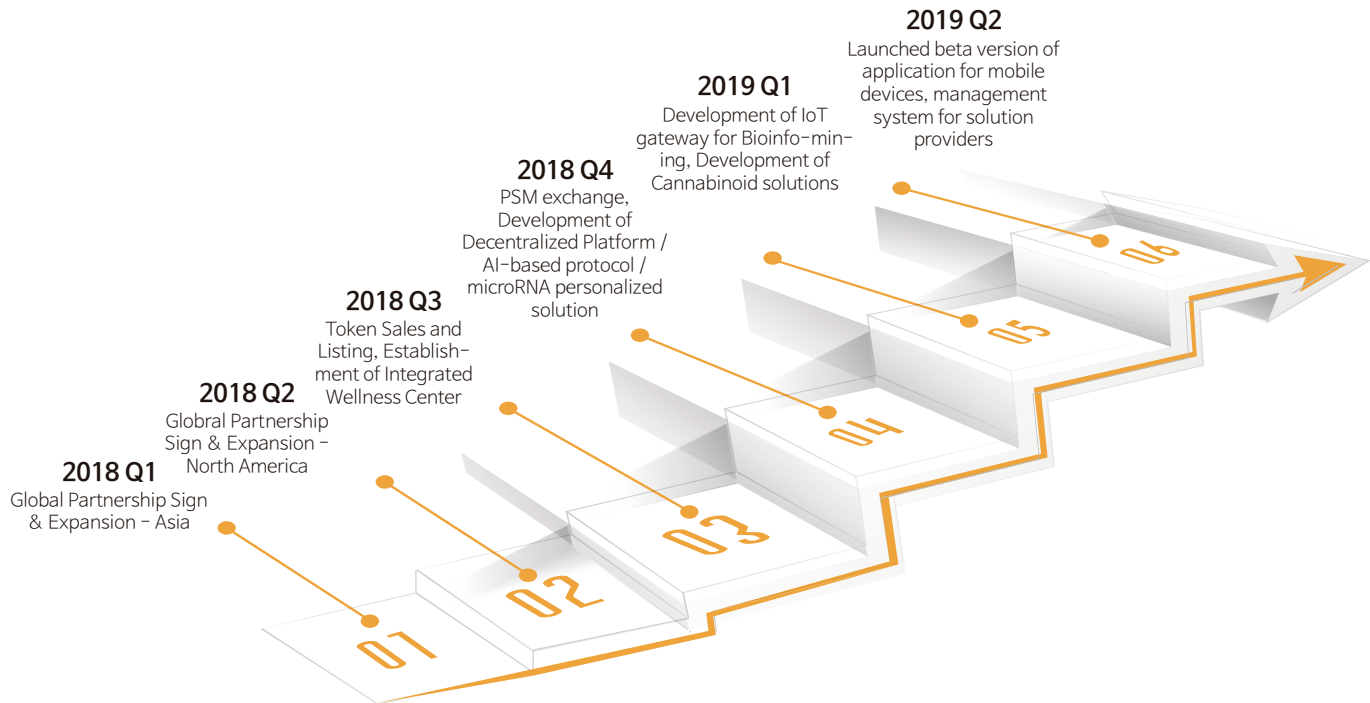 2018 Q1
Global Partnership Sign
& Expansion - Asia
01
2018 Q2
Globral Partnership
Sign & Expansion -
North America
02
2018 Q3
Token Sales and
Listing, Establish-
ment of Integrated
Wellness Center
03
2018 Q4
PSM exchange,
Development of
Decentralized Platform /
AI-based protocol /
microRNA personalized
solution
04
2019 Q1
Development of IoT
gateway for Bioinfo-min-
ing, Development of
Cannabinoid solutions
05
2019 Q2
Launched beta version of
application for mobile
devices, management
system for solution
providers
06